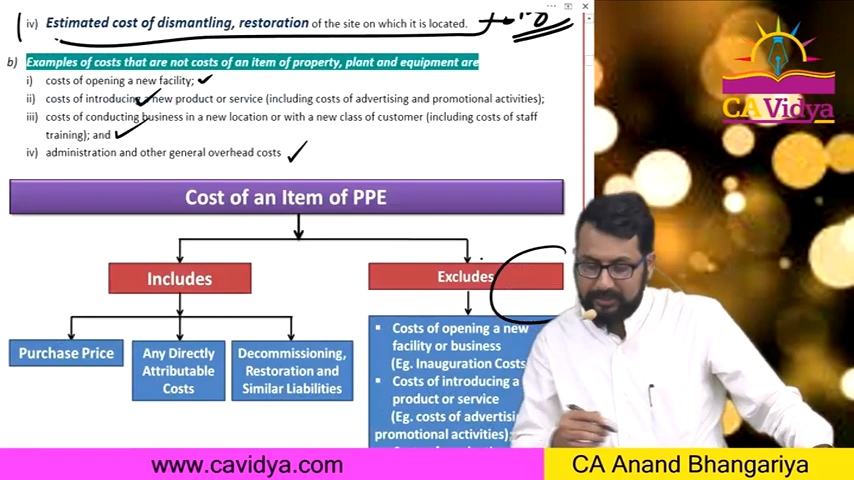 iv) Estimated cost of dismantling, restoration of the site on which it is located.
b) Examples of costs that are not costs of an item of property, plant and equipment are
i) costs of opening a new facility;
ii) costs of introducing a new product or service (including costs of advertising and promotional activities);
iii) costs of conducting business in a new location or with a new class of customer (including costs of staff
training); and
iv) administration and other general overhead costs
CA Vidya
Cost of an Item of PPE
Includes
Excludes
Purchase Price
Any Directly
Attributable
Costs
Decommissioning,
Restoration and
Similar Liabilities
▪ Costs of opening a new
facility or business
(Eg. Inauguration Costs
▪ Costs of introducing a
product or service
(Eg. costs of
promotional activities);
www.cavidya.com
CA Anand Bhangariya